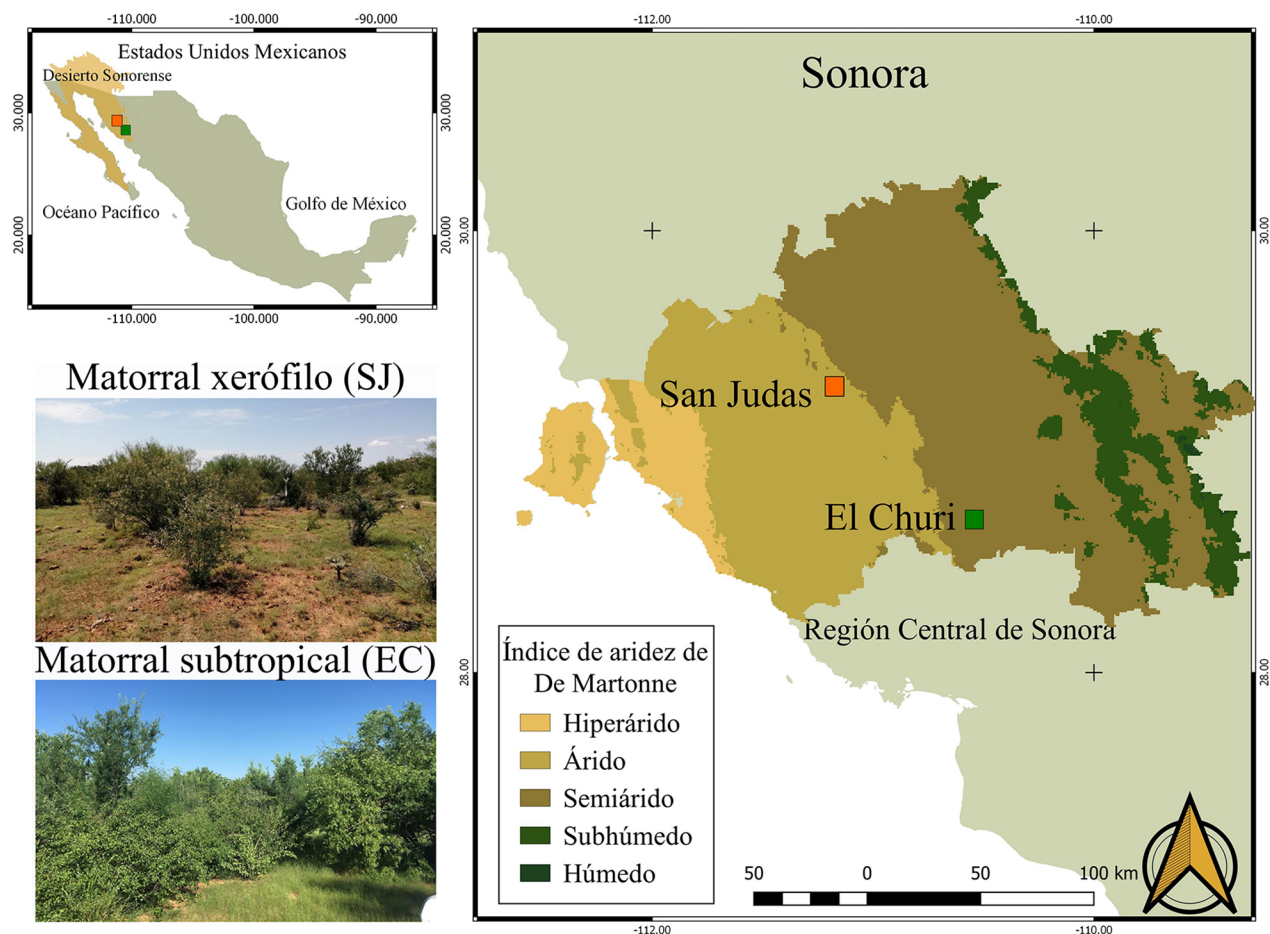 -110.000 -100.000 -90.000
Estados Unidos Mexicanos
Desierto Sonorense
30.000 30.000
Océano Pacífico
Golfo de México
20.000 20.000
-110.000 -100.000 -90.000
Matorral xerófilo (SJ)
Matorral subtropical (EC)
-112.00 -110.00
Sonora
30.00 30.00
San Judas
El Churi
Región Central de Sonora
28.00 28.00
Índice de aridez de
De Martonne
Hiperárido
Árido
Semiárido
Subhúmedo
Húmedo
50 0 50 100 km
-112.00 -110.00